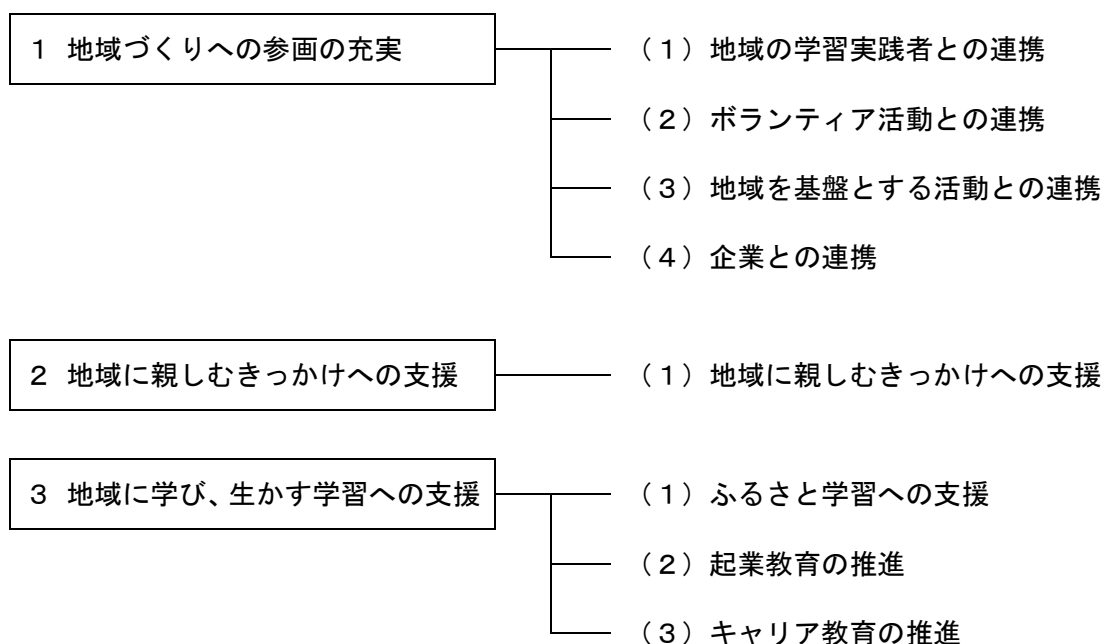 １ 地域づくりへの参画の充実
（１）地域の学習実践者との連携
（２）ボランティア活動との連携
（３）地域を基盤とする活動との連携
（４）企業との連携
２ 地域に親しむきっかけへの支援
（１）地域に親しむきっかけへの支援
３ 地域に学び、生かす学習への支援
（１）ふるさと学習への支援
（２）起業教育の推進
（３）キャリア教育の推進